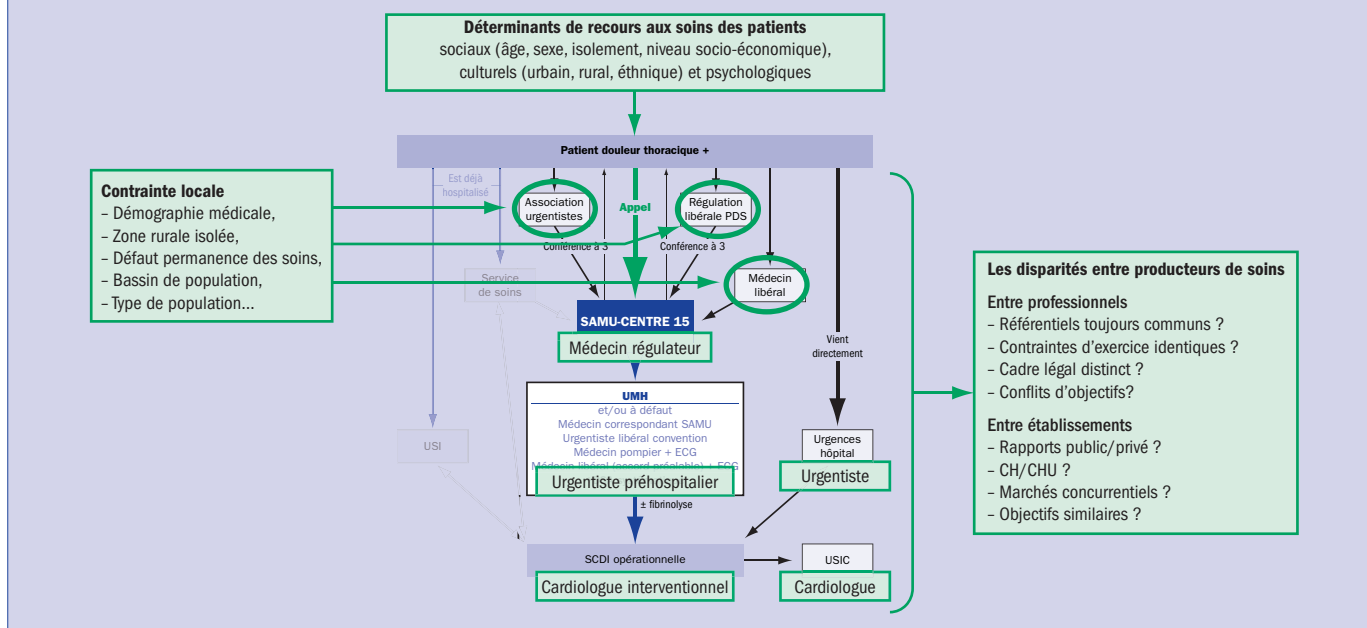 Déterminants de recours aux soins des patients
sociaux (âge, sexe, isolement, niveau socio-économique),
culturels (urbain, rural, éthnique) et psychologiques
Patient douleur thoracique +
Est déjà
hospitalisé
Contrainte locale
– Démographie médicale,
– Zone rurale isolée,
– Défaut permanence des soins,
– Bassin de population,
– Type de population...
Association
urgentistes
Appel
Régulation
libérale PDS
Conférence à 3
Conférence à 3
Service
de soins
Médecin
libéral
SAMU-CENTRE 15
Médecin régulateur
Vient
directement
UMH
et/ou à défaut
Médecin correspondant SAMU
Urgentiste libéral convention
Médecin pompier + ECG
Médecin libéral (accord préalable) + ECG
Urgentiste préhospitalier
USI
Urgences
hôpital
Urgentiste
± fibrinolyse
SCDI opérationnelle
Cardiologue interventionnel
USIC
Cardiologue
Les disparités entre producteurs de soins
Entre professionnels
– Référentiels toujours communs ?
– Contraintes d’exercice identiques ?
– Cadre légal distinct ?
– Conflits d’objectifs?
Entre établissements
– Rapports public/privé ?
– CH/CHU ?
– Marchés concurrentiels ?
– Objectifs similaires ?